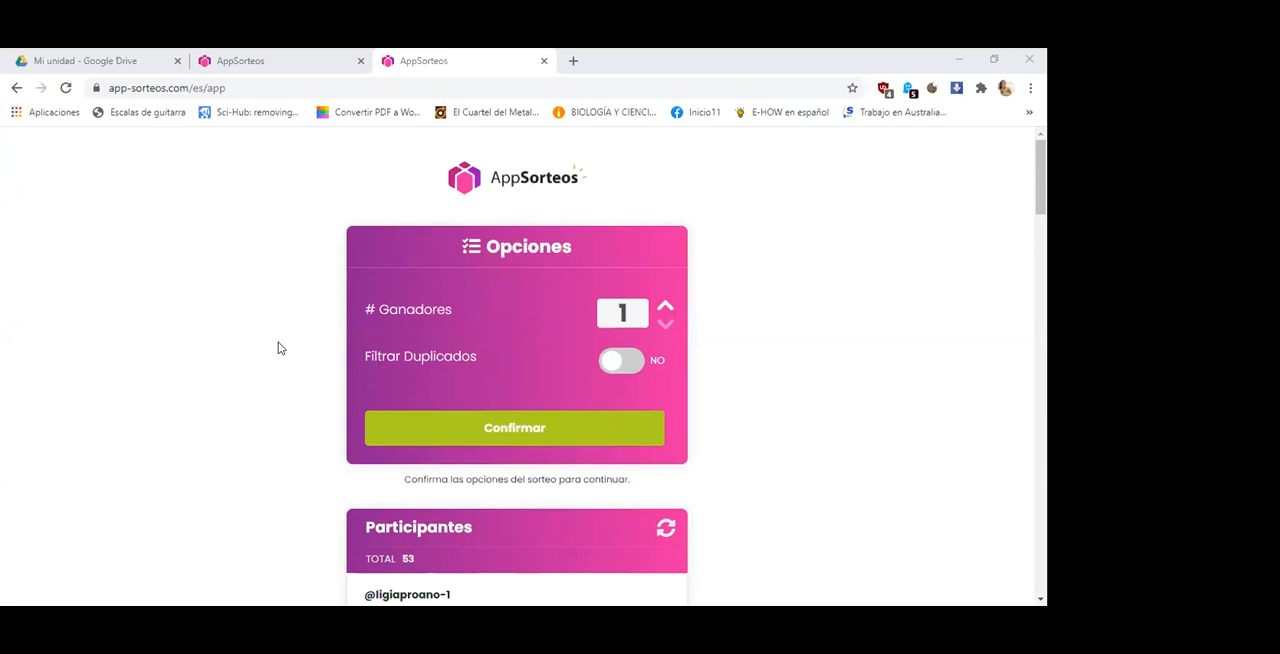 Mi unidad - Google Drive
AppSorteos
AppSorteos
app-sorteos.com/es/app
4
5
Aplicaciones
Escalas de guitarra
Sci-Hub: removing...
Convertir PDF a Wo...
El Cuartel del Metal...
BIOLOGÍA Y CIENCI...
Inicio11
E-HOW en español
Trabajo en Australia...
»
AppSorteos
Opciones
# Ganadores
1
Filtrar Duplicados
NO
Confirmar
Confirma las opciones del sorteo para continuar.
Participantes
TOTAL 53
@ligiaproano-1